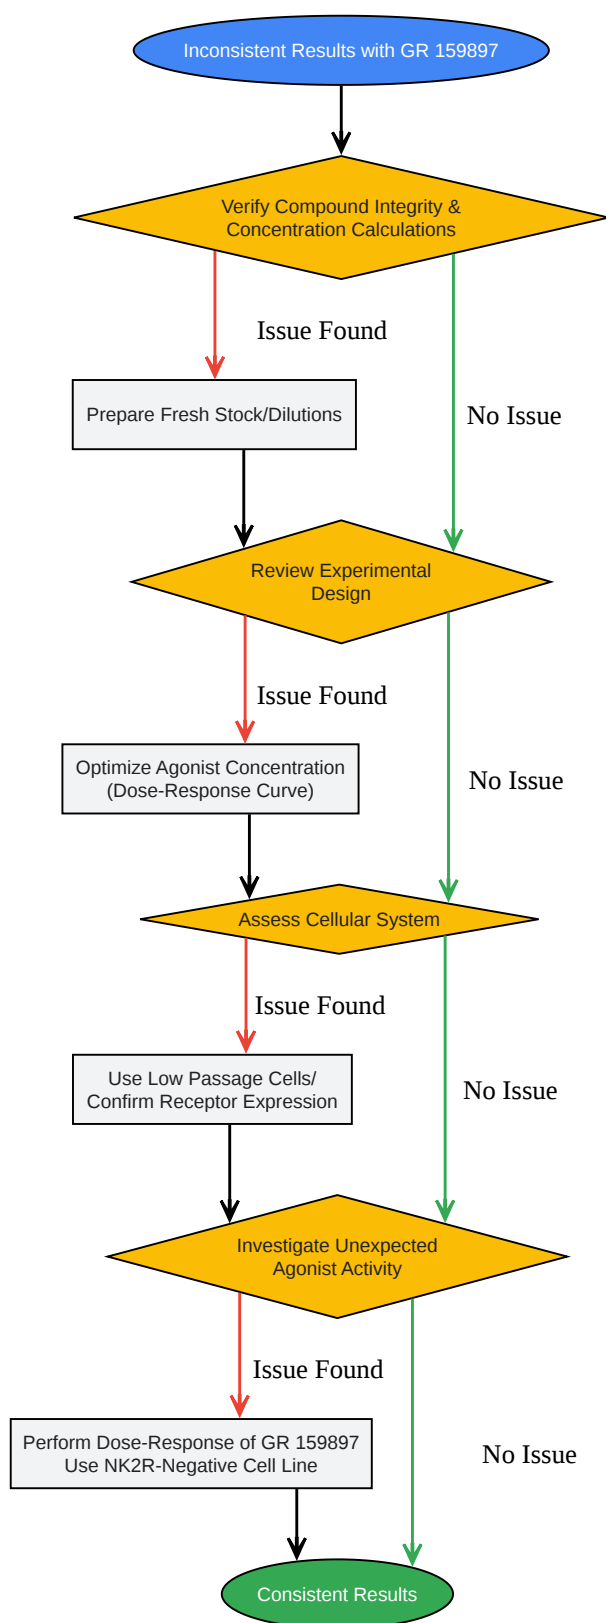 Inconsistent Results with GR 159897
Verify Compound Integrity &
Concentration Calculations
Issue Found
No Issue
Prepare Fresh Stock/Dilutions
Review Experimental
Design
Issue Found
No Issue
Optimize Agonist Concentration
(Dose-Response Curve)
Assess Cellular System
Issue Found
No Issue
Use Low Passage Cells/
Confirm Receptor Expression
Investigate Unexpected
Agonist Activity
Issue Found
No Issue
Perform Dose-Response of GR 159897
Use NK2R-Negative Cell Line
Consistent Results